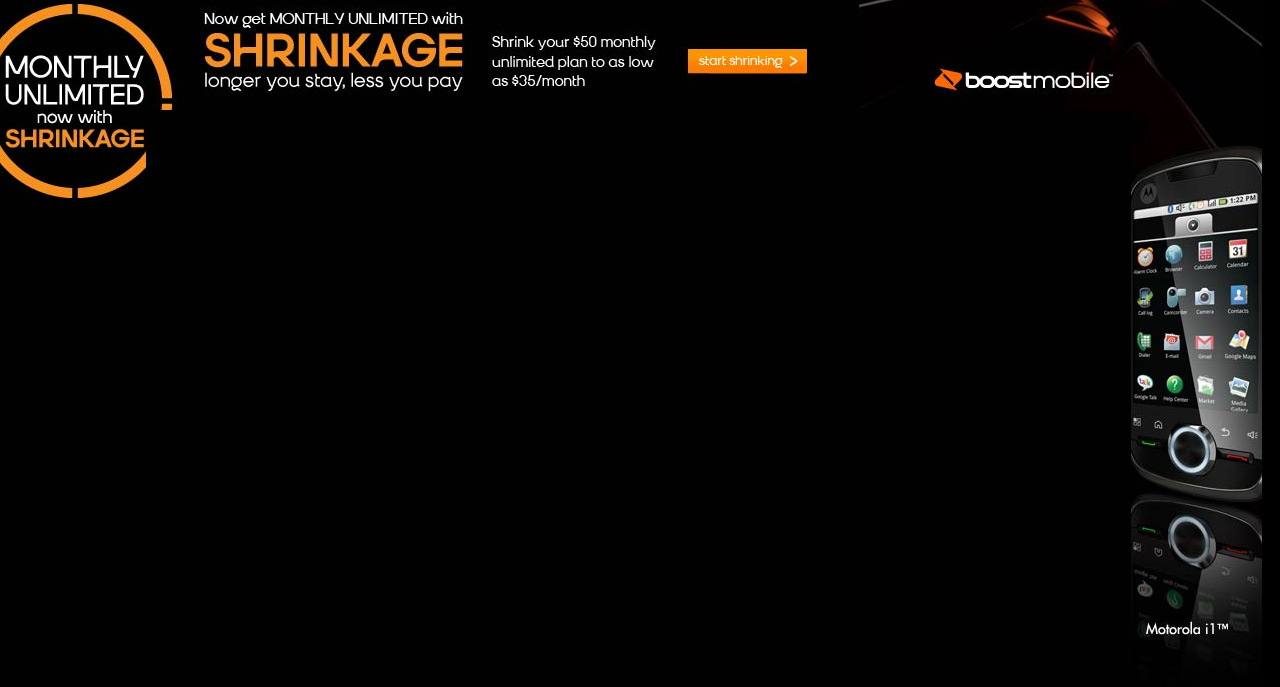 MONTHLY
UNLIMITED
now with
SHRINKAGE
Now get MONTHLY UNLIMITED with
SHRINKAGE
longer you stay, less you pay
Shrink your $50 monthly
unlimited plan to as low
as $35/month
start shrinking >
boostmobile™
1:22 PM
31
Alarm Clock Browser Calculator Calendar
Call log Camcorder Camera Contacts
Dialer E-mail Gmail Google Maps
talk
Google Talk Help Center Market Media
Gallery
Motorola i1™